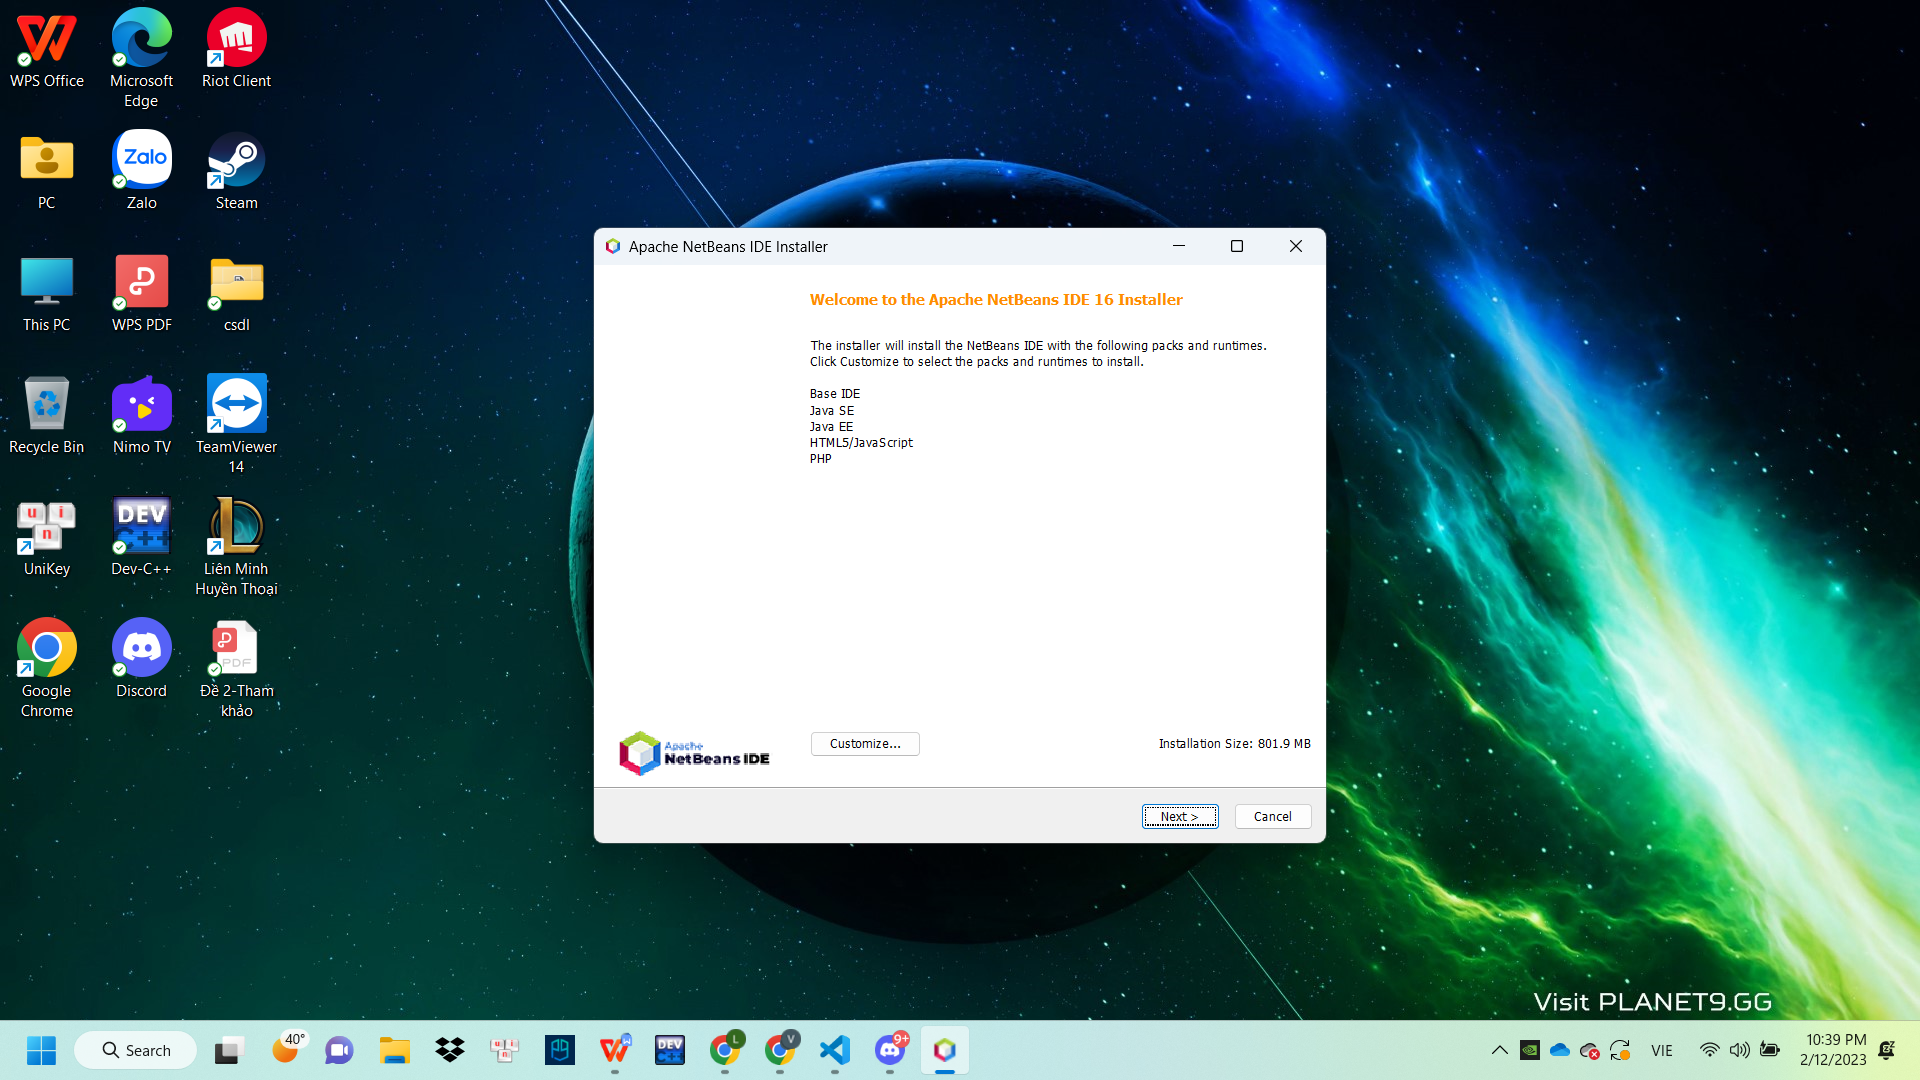 WPS Office
Microsoft
Edge
Riot Client
PC
Zalo
Zalo
Steam
This PC
WPS PDF
csdl
Recycle Bin
Nimo TV
TeamViewer
14
u i
n
UniKey
DEV
C++
Dev-C++
Liên Minh
Huyền Thoại
Google
Chrome
Discord
PDF
Đề 2-Tham
khảo
Apache NetBeans IDE Installer
Welcome to the Apache NetBeans IDE 16 Installer
The installer will install the NetBeans IDE with the following packs and runtimes.
Click Customize to select the packs and runtimes to install.
Base IDE
Java SE
Java EE
HTML5/JavaScript
PHP
Apache
NetBeans IDE
Customize...
Installation Size: 801.9 MB
Next >
Cancel
Visit PLANET9.GG
Search
40°
u i
n
DEV
C++
L
V
9+
VIE
10:39 PM
2/12/2023